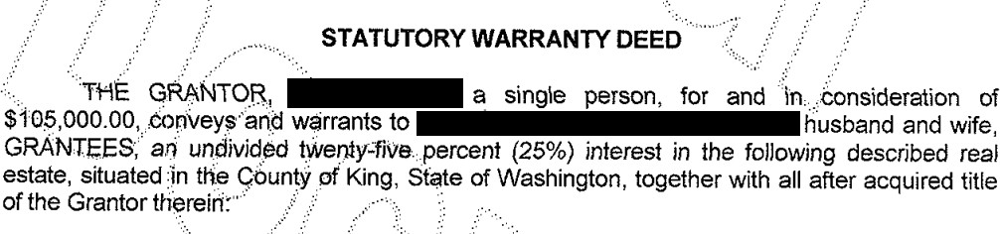 STATUTORY WARRANTY DEED
THE GRANTOR, a single person, for and in consideration of
$105,000.00, conveys and warrants to husband and wife,
GRANTEES, an undivided twenty-five percent (25%) interest in the following described real
estate, situated in the County of King, State of Washington, together with all after acquired title
of the Grantor therein: